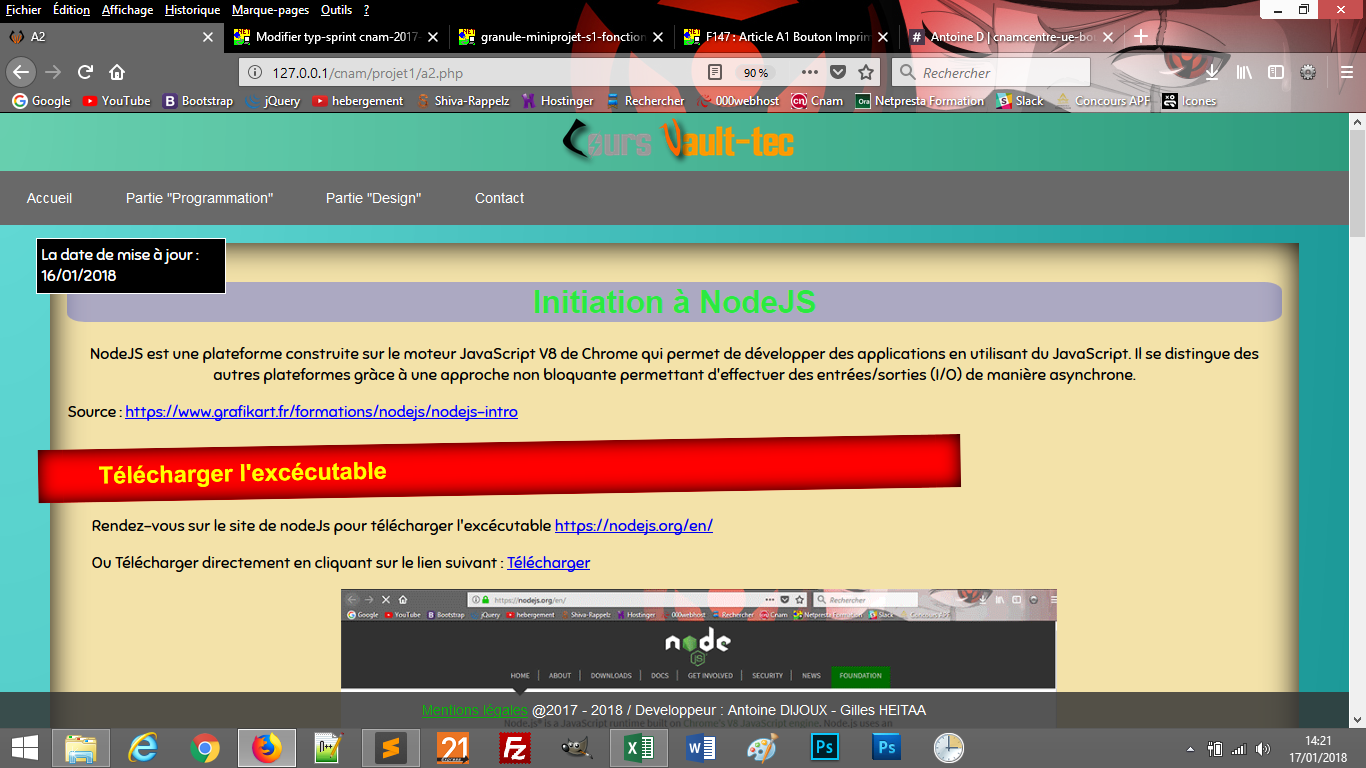 Fichier Édition Affichage Historique Marque-pages Outils ?
A2
Modifier typ-sprint cnam-2017-
granule-miniprojet-s1-fonction
F147 : Article A1 Bouton Imprim
Antoine D | cnamcentre-ue-bou
127.0.0.1/cnam/projet1/a2.php
90 %
Rechercher
Google YouTube Bootstrap jQuery hebergement Shiva-Rappelz Hostinger Rechercher 000webhost Cnam Netpresta Formation Slack Concours APF Icones
Cours Vault-tec
Accueil Partie "Programmation" Partie "Design" Contact
La date de mise à jour :
16/01/2018
Initiation à NodeJS
NodeJS est une plateforme construite sur le moteur JavaScript V8 de Chrome qui permet de développer des applications en utilisant du JavaScript. Il se distingue des
autres plateformes grâce à une approche non bloquante permettant d'effectuer des entrées/sorties (I/O) de manière asynchrone.
Source : https://www.grafikart.fr/formations/nodejs/nodejs-intro
Télécharger l'excécutable
Rendez-vous sur le site de nodeJs pour télécharger l'excécutable https://nodejs.org/en/
Ou Télécharger directement en cliquant sur le lien suivant : Télécharger
https://nodejs.org/en/
Rechercher
Google YouTube Bootstrap jQuery hebergement Shiva-Rappelz Hostinger 000webhost Rechercher Cnam Netpresta Formation Slack Concours APF
node
JS
HOME ABOUT DOWNLOADS DOCS GET INVOLVED SECURITY NEWS FOUNDATION
Mentions légales @2017 - 2018 / Developpeur : Antoine DIJOUX - Gilles HEITAA
Node.js® is a JavaScript runtime built on Chrome's V8 JavaScript engine. Node.js uses an
14:21
17/01/2018